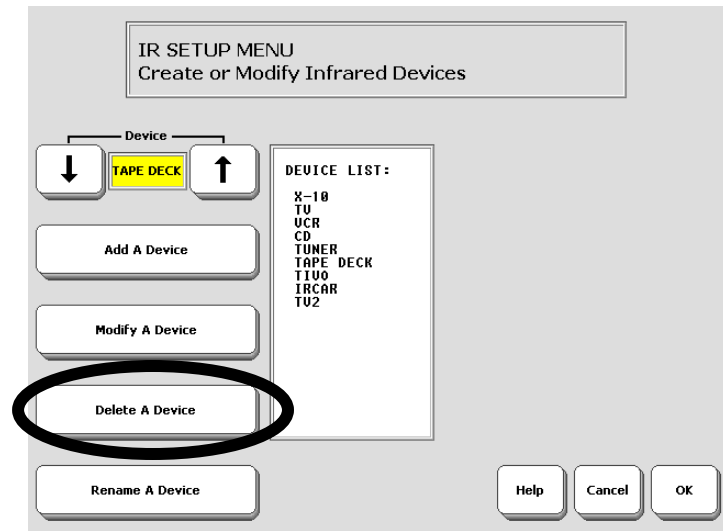 IR SETUP MENU
Create or Modify Infrared Devices
Device
TAPE DECK
Add A Device
Modify A Device
Delete A Device
Rename A Device
DEVICE LIST:
X-10
TV
VCR
CD
TUNER
TAPE DECK
TIVO
IRCAR
TV2
Help
Cancel
OK